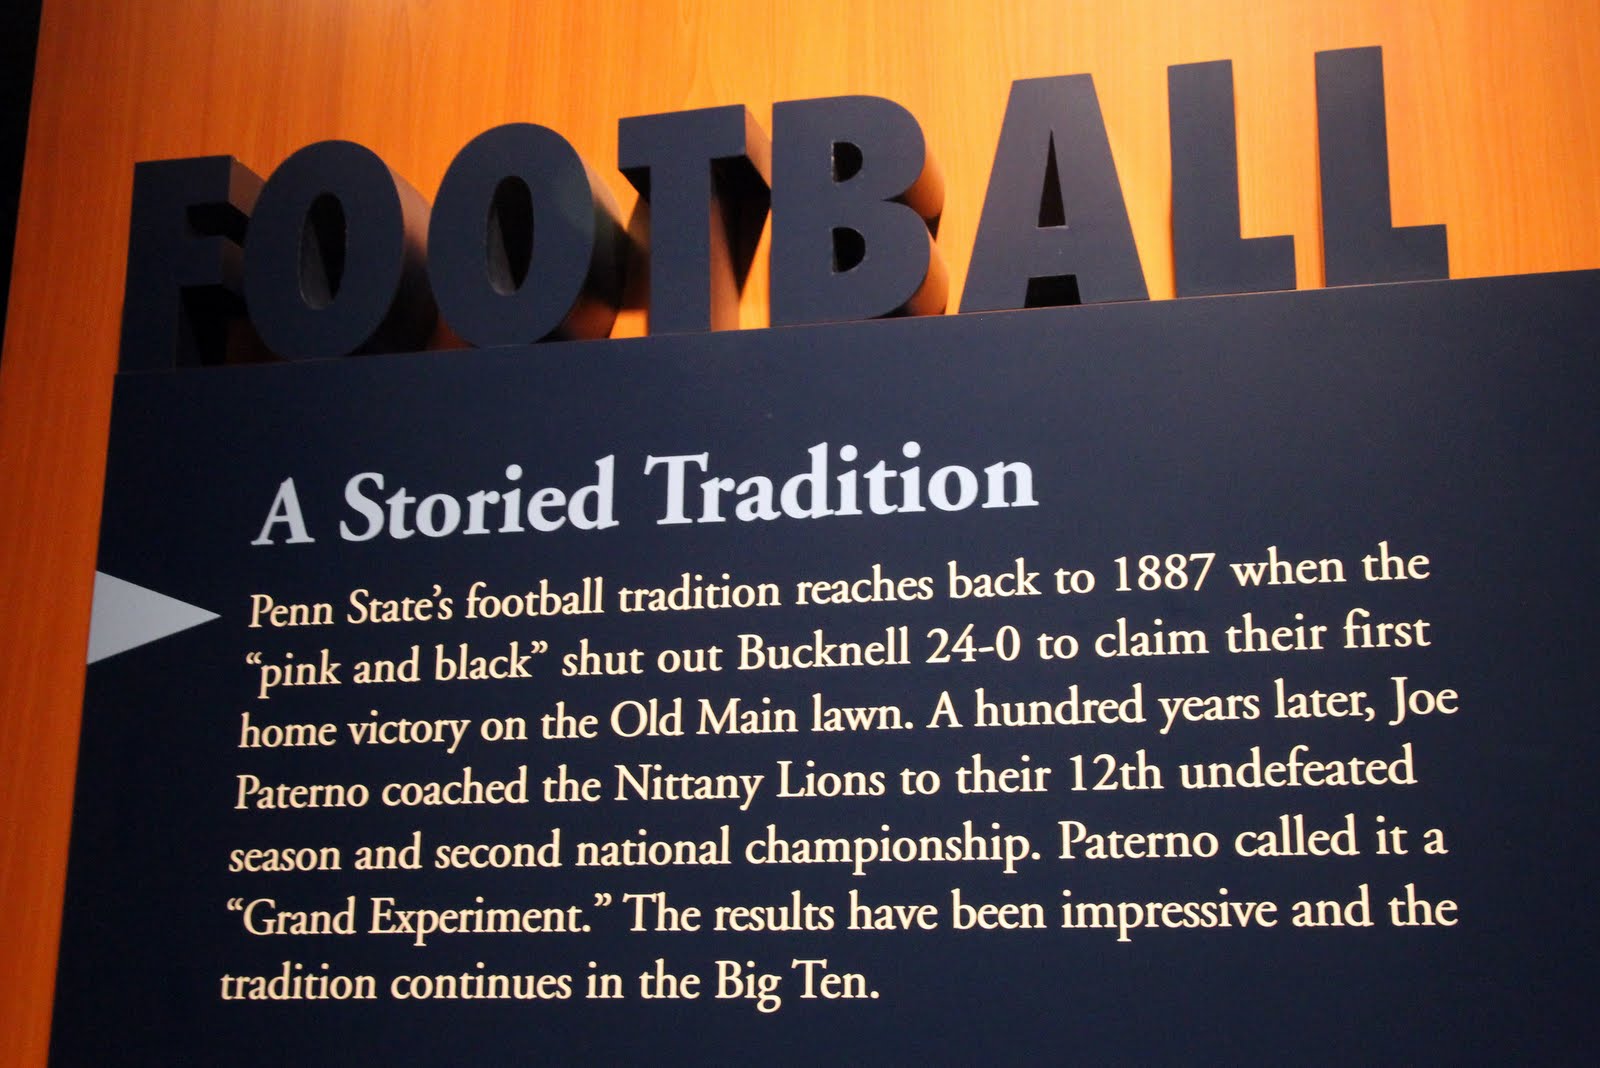 FOOTBALL
A Storied Tradition
Penn State’s football tradition reaches back to 1887 when the
“pink and black” shut out Bucknell 24-0 to claim their first
home victory on the Old Main lawn. A hundred years later, Joe
Paterno coached the Nittany Lions to their 12th undefeated
season and second national championship. Paterno called it a
“Grand Experiment.” The results have been impressive and the
tradition continues in the Big Ten.